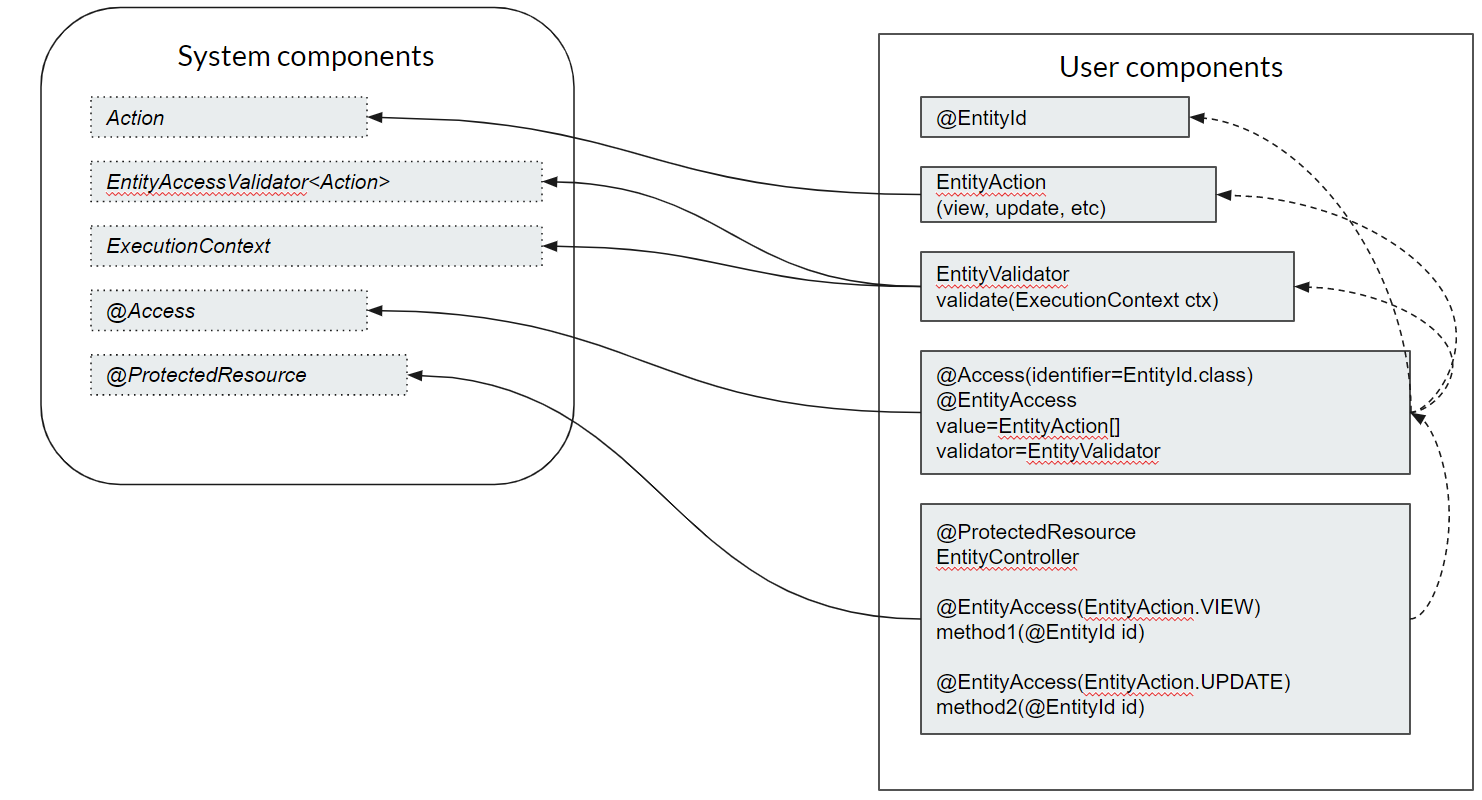 System components
Action
EntityAccessValidator<Action>
ExecutionContext
@Access
@ProtectedResource
User components
@EntityId
EntityAction
(view, update, etc)
EntityValidator
validate(ExecutionContext ctx)
@Access(identifier=EntityId.class)
@EntityAccess
value=EntityAction[]
validator=EntityValidator
@ProtectedResource
EntityController
@EntityAccess(EntityAction.VIEW)
method1(@EntityId id)
@EntityAccess(EntityAction.UPDATE)
method2(@EntityId id)